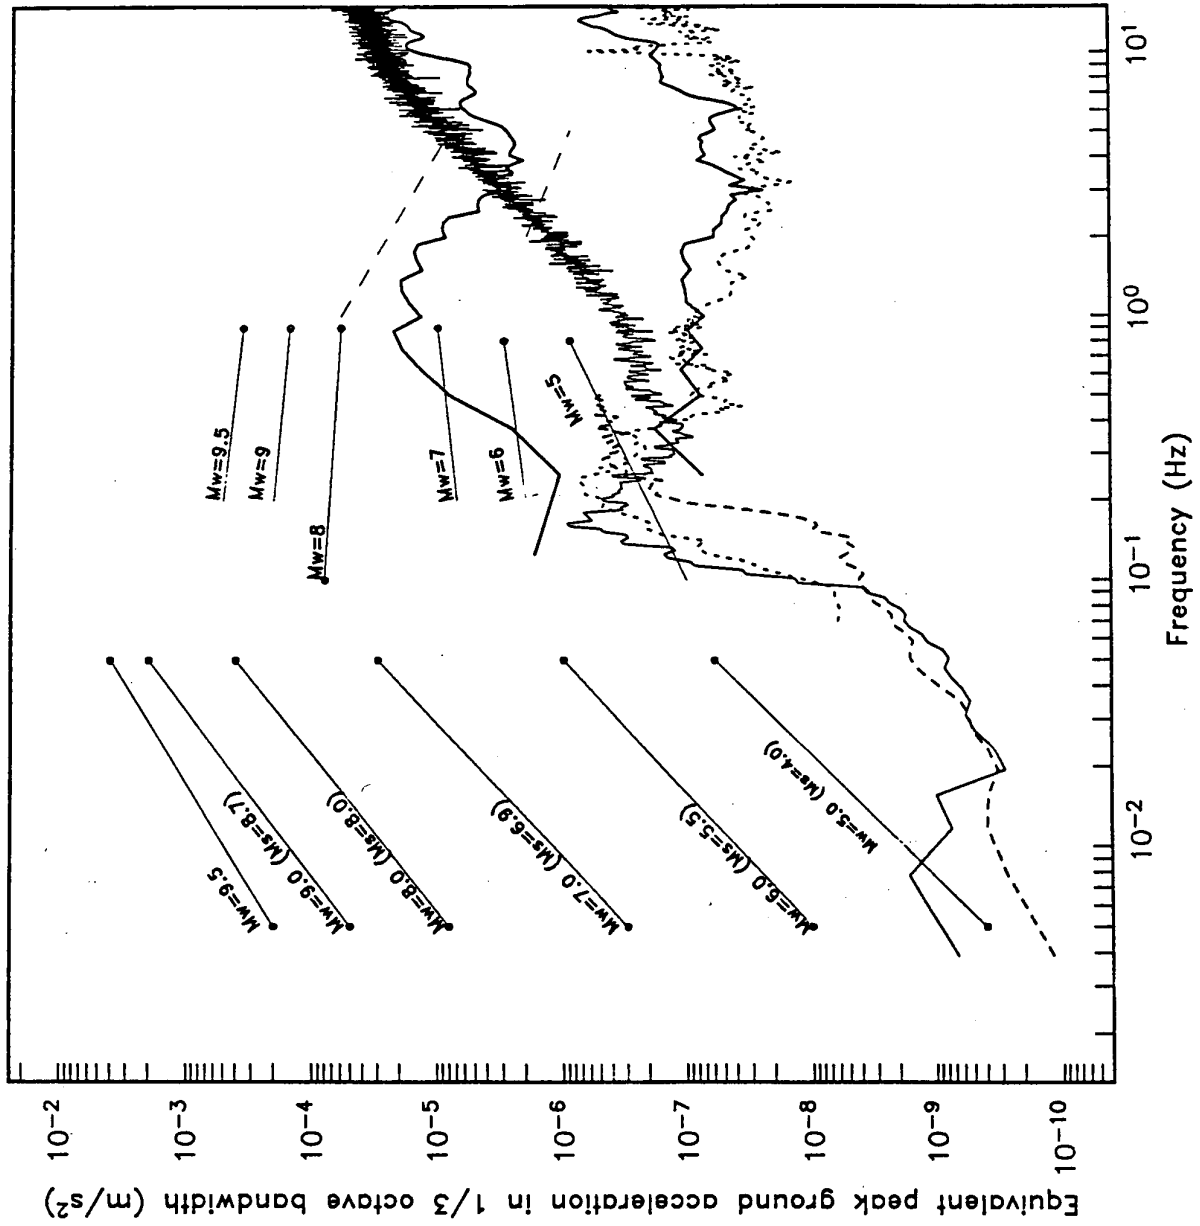 Equivalent peak ground acceleration in 1/3 octave bandwidth (m/s²)
10⁻²
10⁻³
10⁻⁴
10⁻⁵
10⁻⁶
10⁻⁷
10⁻⁸
10⁻⁹
10⁻¹⁰
Mw=9.5
Mw=9.0 (Ms=8.7)
Mw=8.0 (Ms=8.0)
Mw=7.0 (Ms=6.9)
Mw=6.0 (Ms=5.5)
Mw=5.0 (Ms=4.0)
Mw=9.5
Mw=9
Mw=8
Mw=7
Mw=6
Mw=5
10⁻²
10⁻¹
10⁰
10¹
Frequency (Hz)